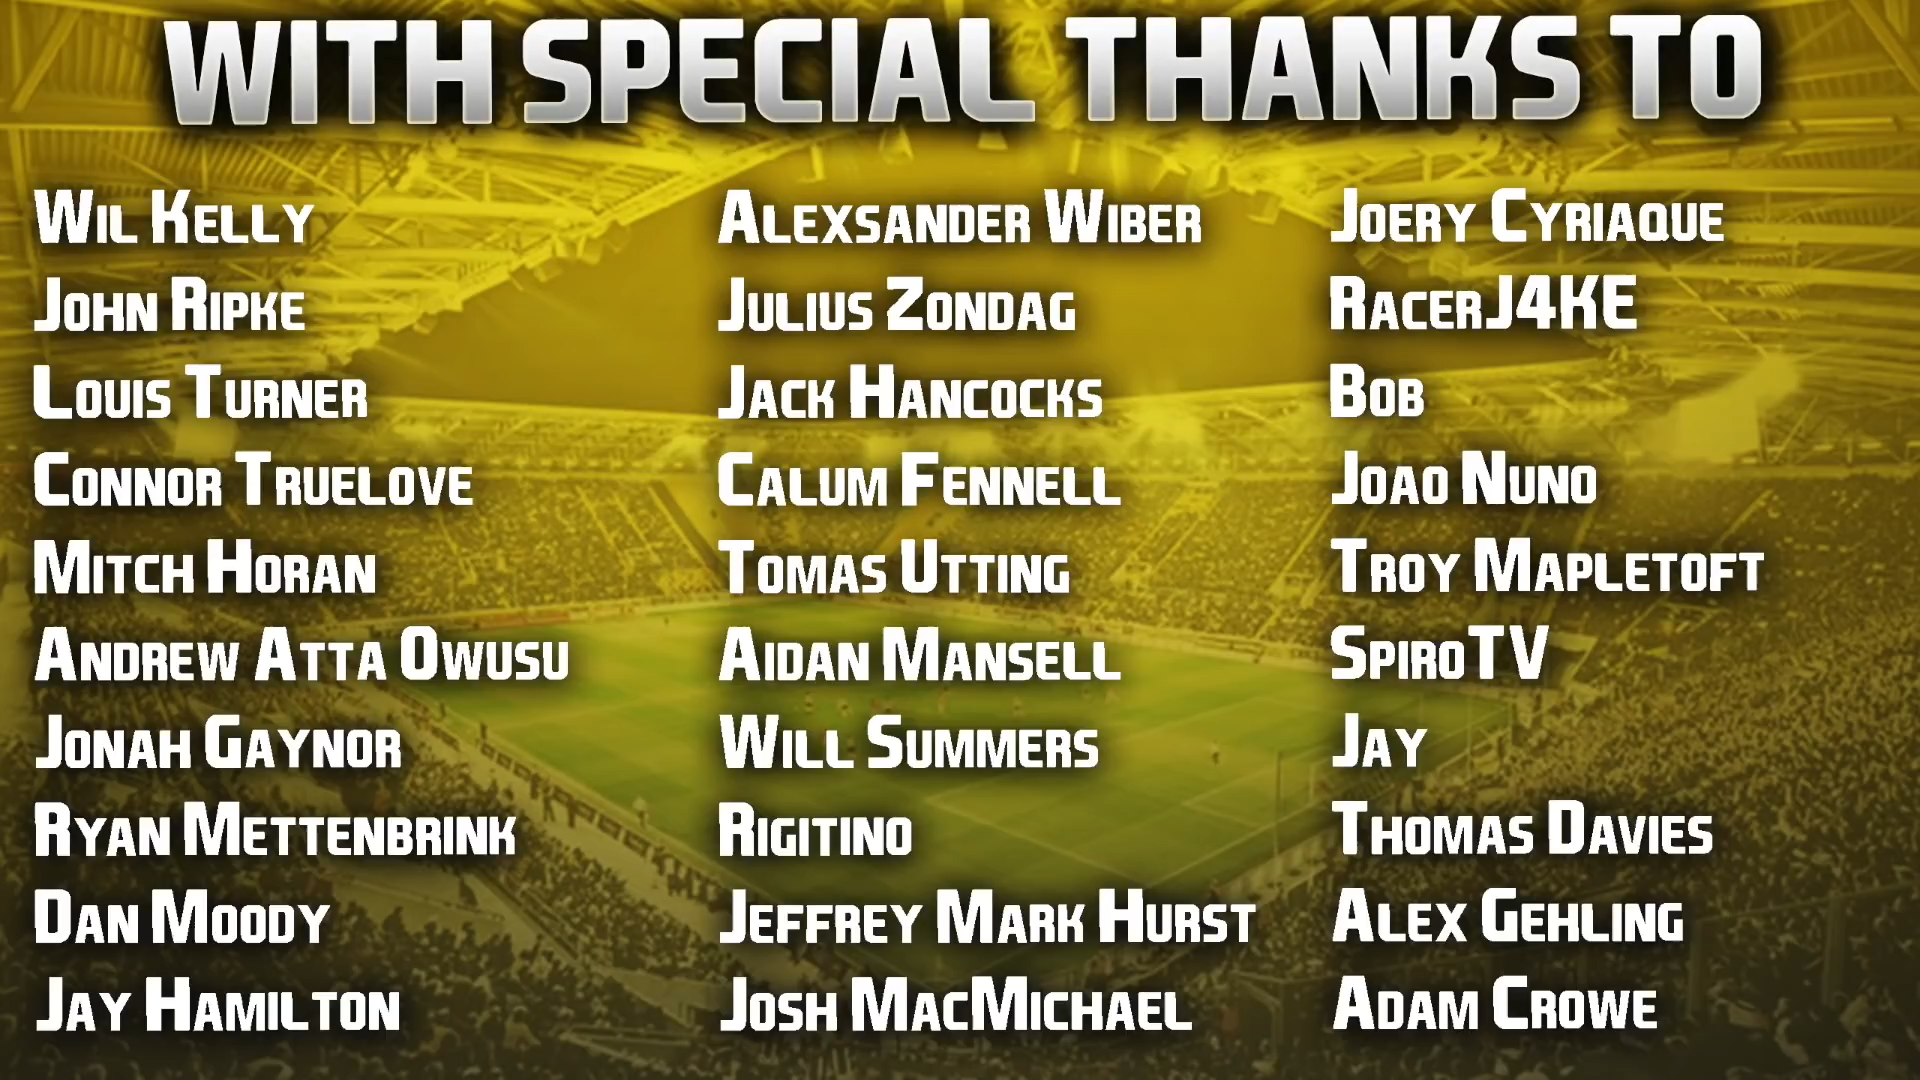 WITH SPECIAL THANKS TO
Wil Kelly
John Ripke
Louis Turner
Connor Truelove
Mitch Horan
Andrew Atta Owusu
Jonah Gaynor
Ryan Mettenbrink
Dan Moody
Jay Hamilton
Alexsander Wiber
Julius Zondag
Jack Hancocks
Calum Fennell
Tomas Utting
Aidan Mansell
Will Summers
Rigitino
Jeffrey Mark Hurst
Josh MacMichael
Joery Cyriaque
RacerJ4KE
Bob
Joao Nuno
Troy Mapletoft
SpiroTV
Jay
Thomas Davies
Alex Gehling
Adam Crowe